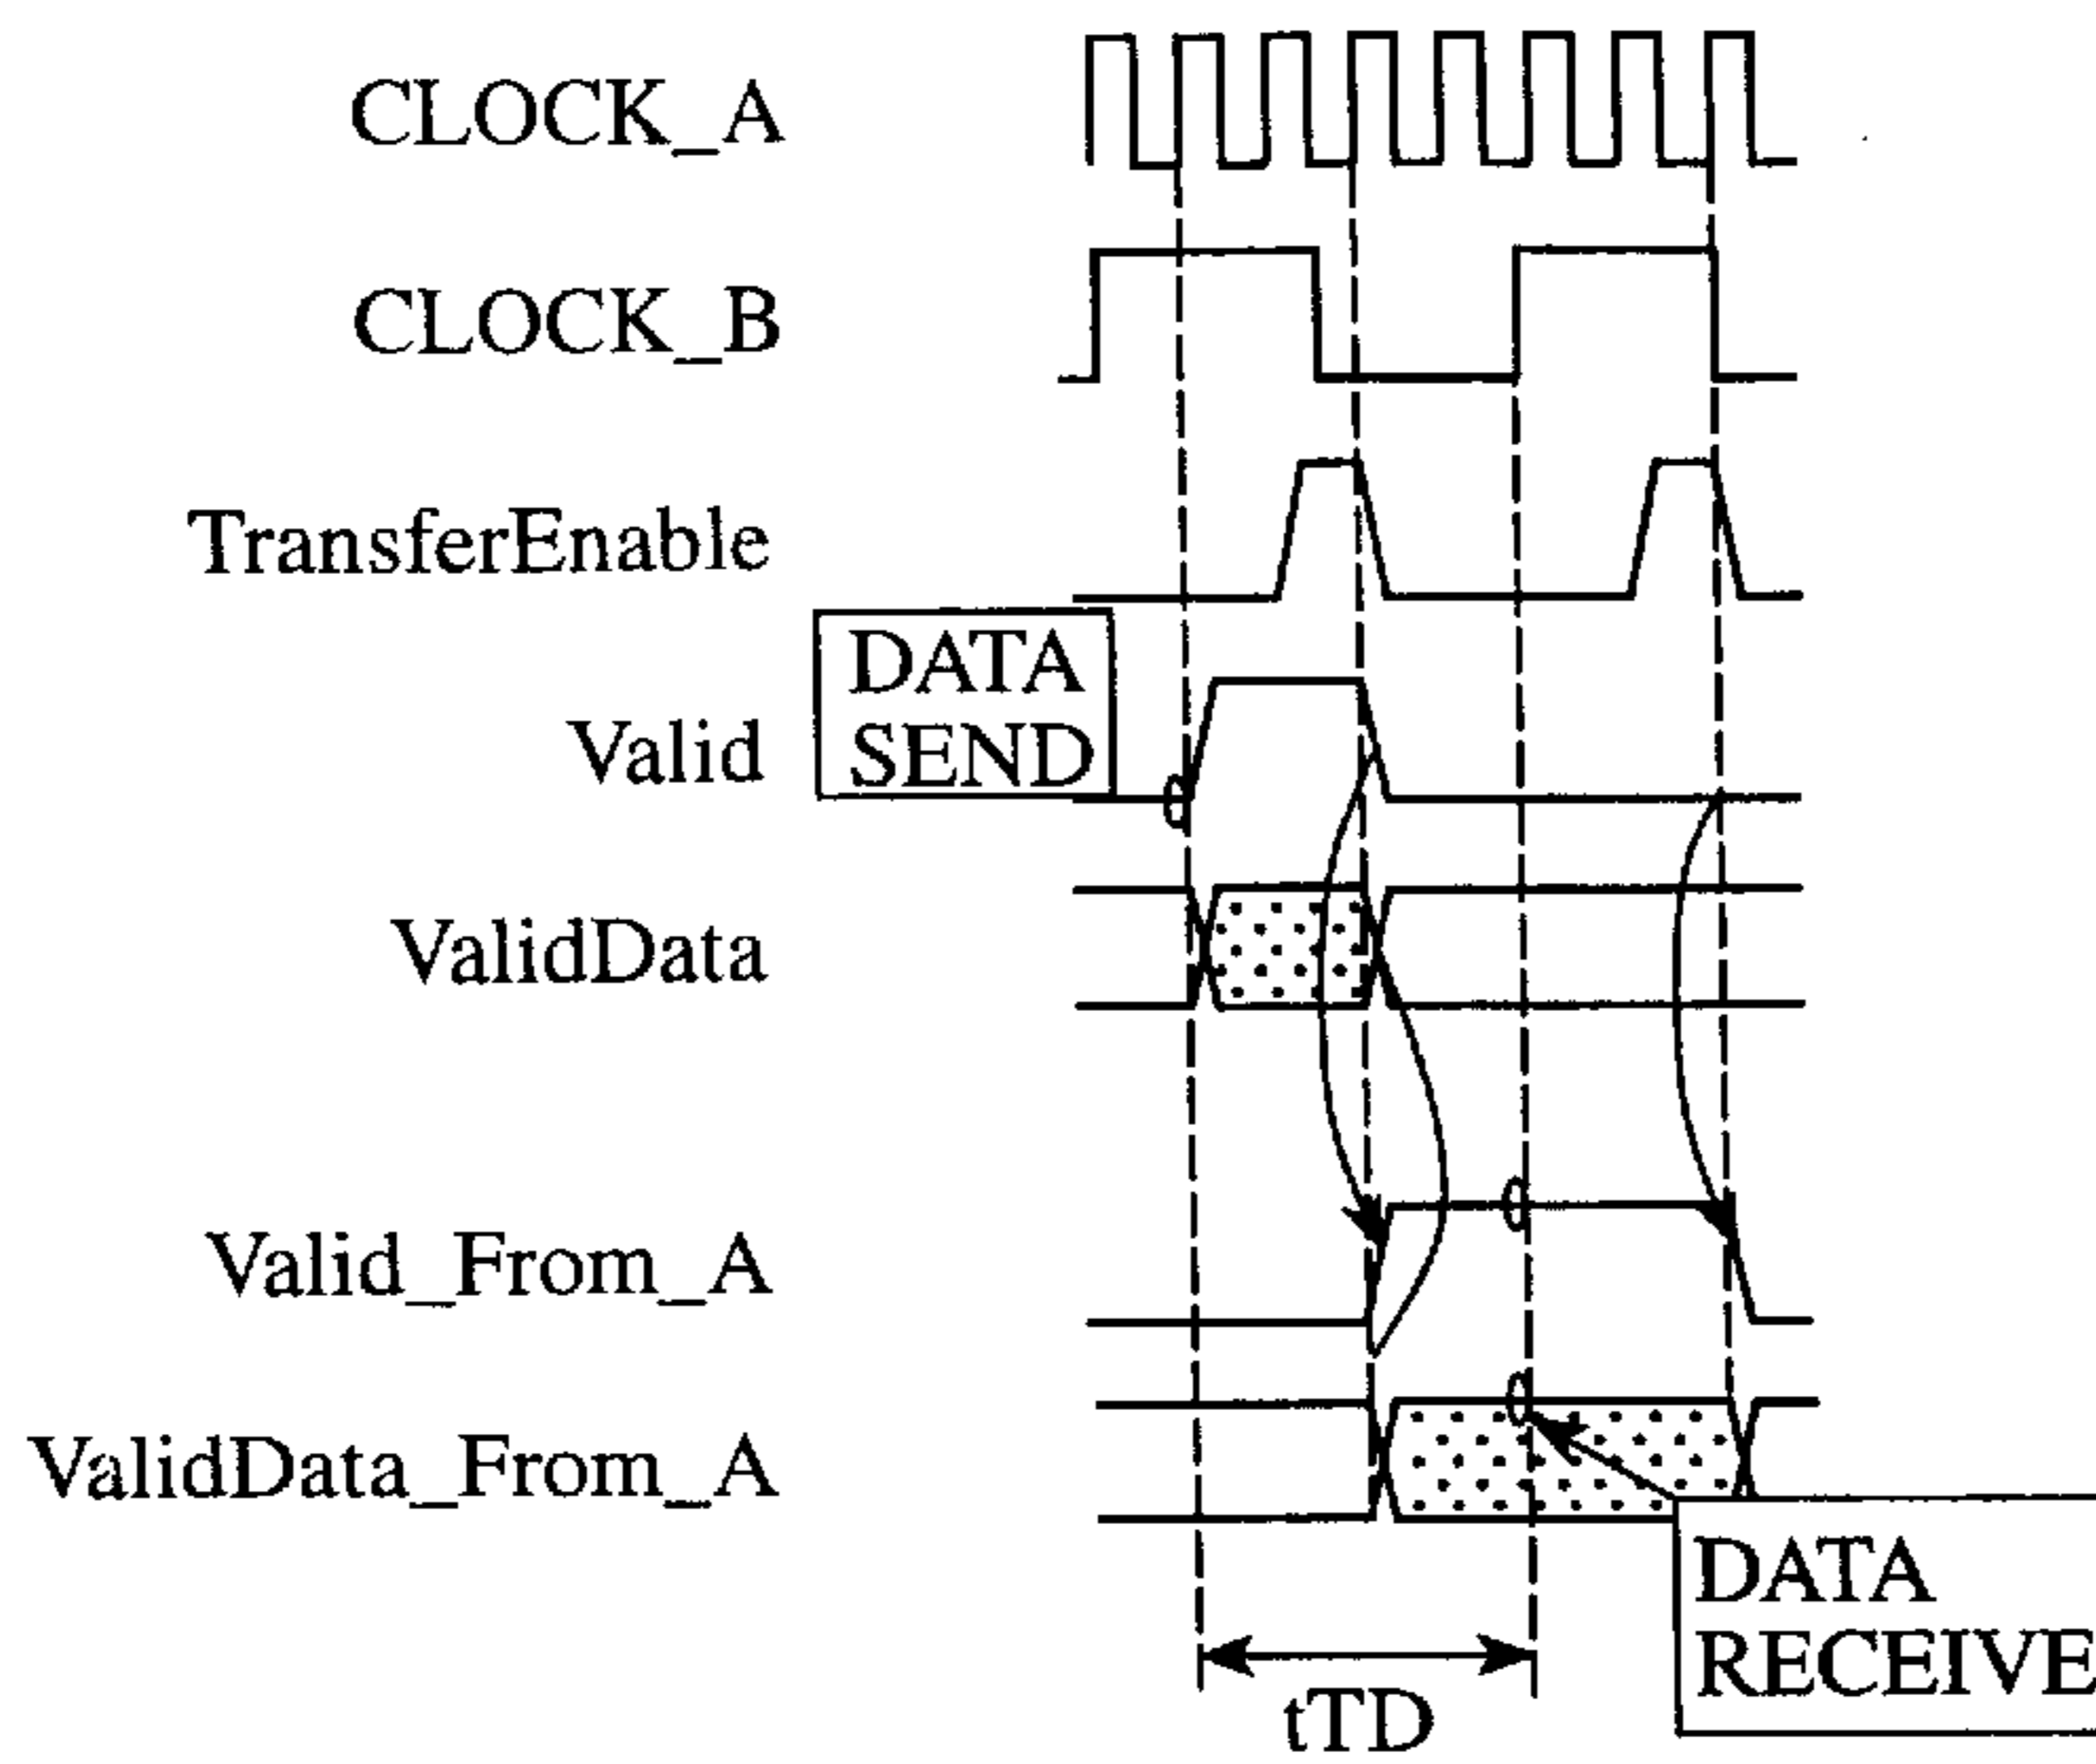 CLOCK_A
CLOCK_B
TransferEnable
DATA
SEND
Valid
ValidData
Valid_From_A
ValidData_From_A
DATA
RECEIVE
tTD